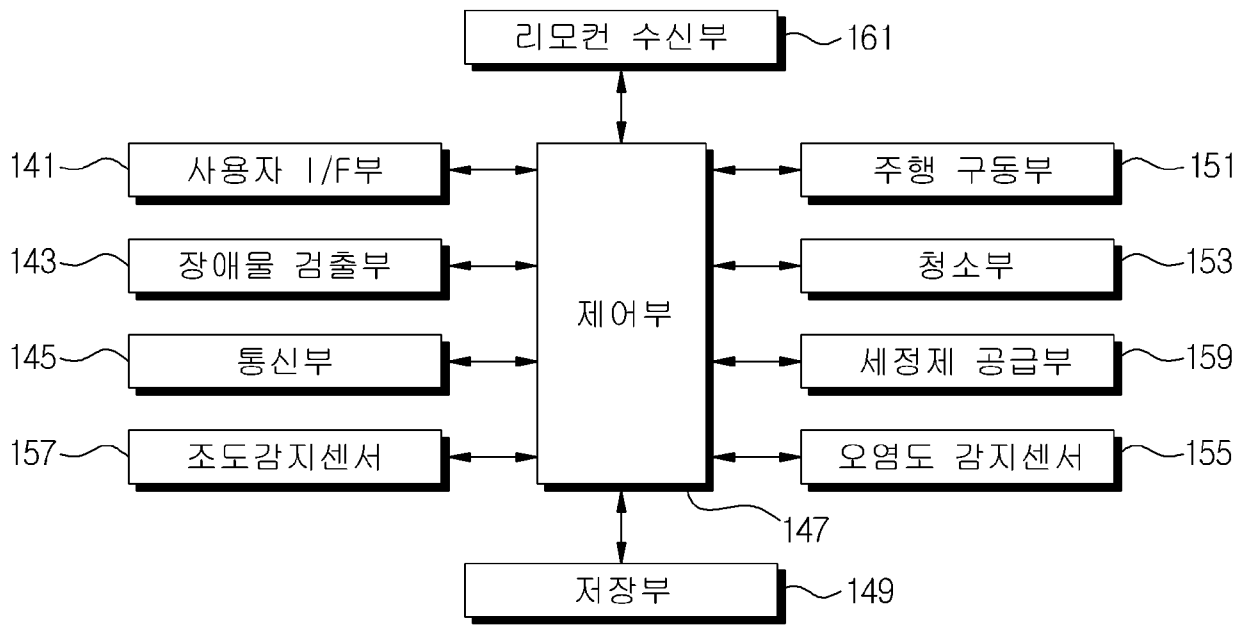 리모컨 수신부
161
141
사용자 I/F부
주행 구동부
151
143
장애물 검출부
청소부
153
제어부
145
통신부
세정제 공급부
159
157
조도감지센서
오염도 감지센서
155
147
저장부
149